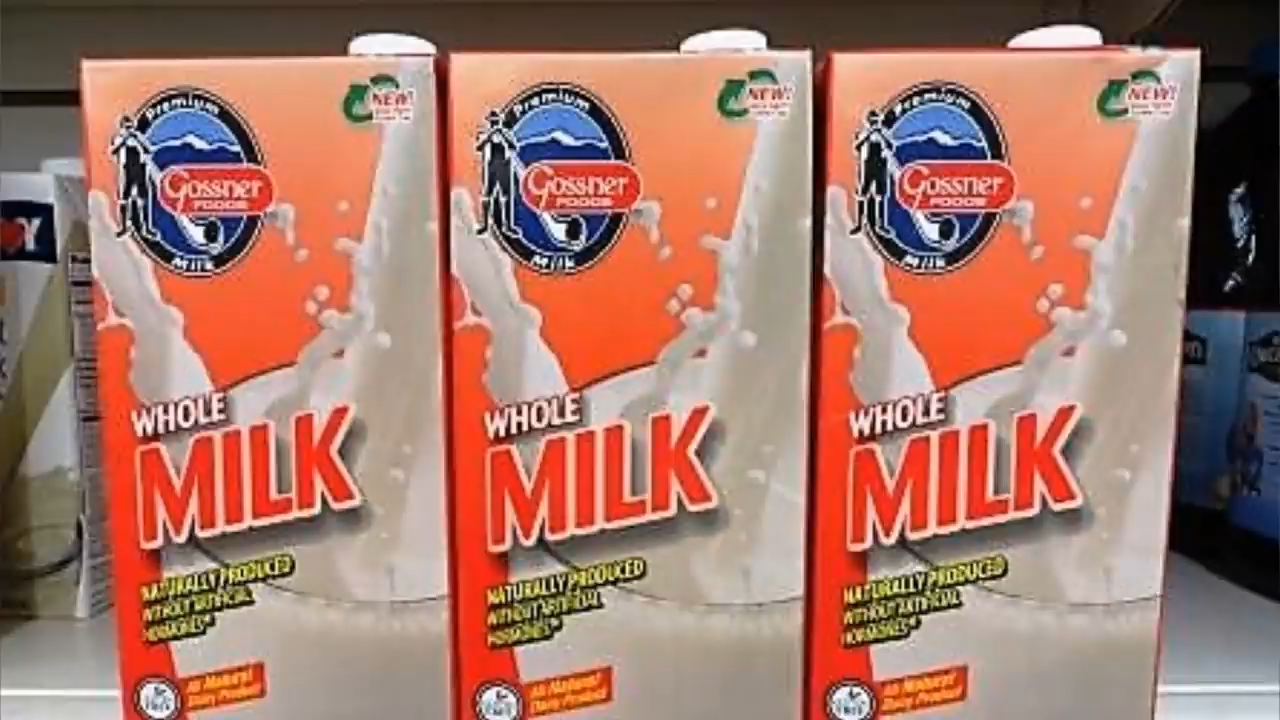 Premium
Gossner
FOODS
Milk
NEW!
WHOLE
MILK
NATURALLY PRODUCED
WITHOUT ARTIFICIAL
HORMONES*
All Natural
Dairy Product
Premium
Gossner
FOODS
Milk
NEW!
WHOLE
MILK
NATURALLY PRODUCED
WITHOUT ARTIFICIAL
HORMONES*
All Natural
Dairy Product
Premium
Gossner
FOODS
Milk
NEW!
WHOLE
MILK
NATURALLY PRODUCED
WITHOUT ARTIFICIAL
HORMONES*
All Natural
Dairy Product